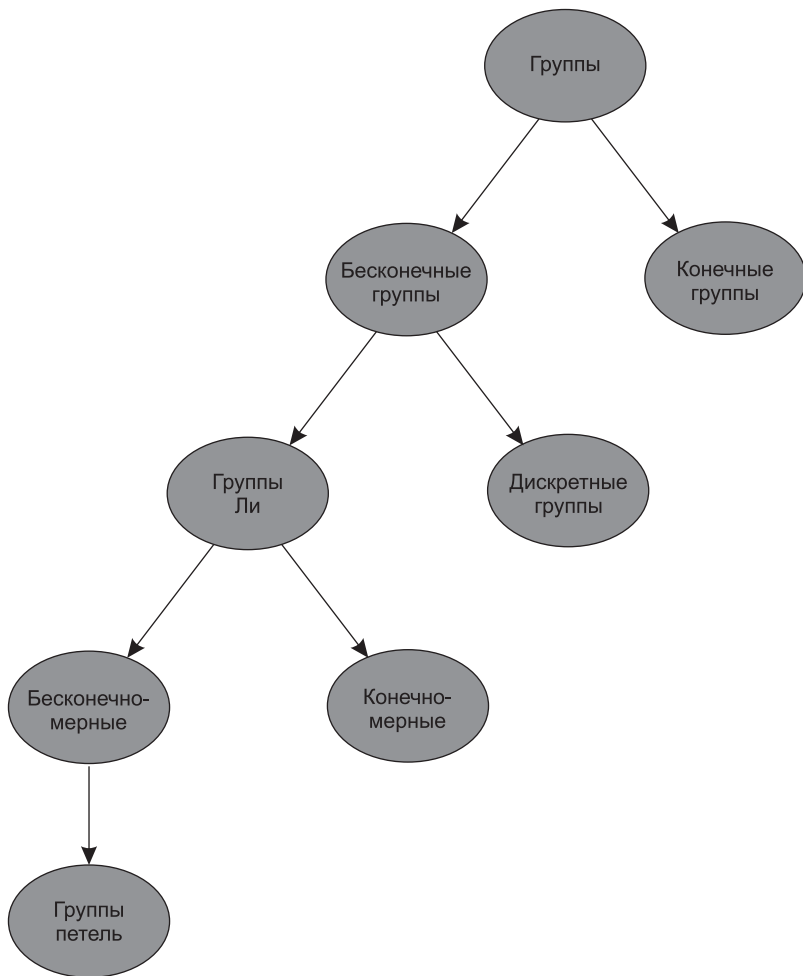 Группы
Бесконечные
группы
Конечные
группы
Группы
Ли
Дискретные
группы
Бесконечно-
мерные
Конечно-
мерные
Группы
петель